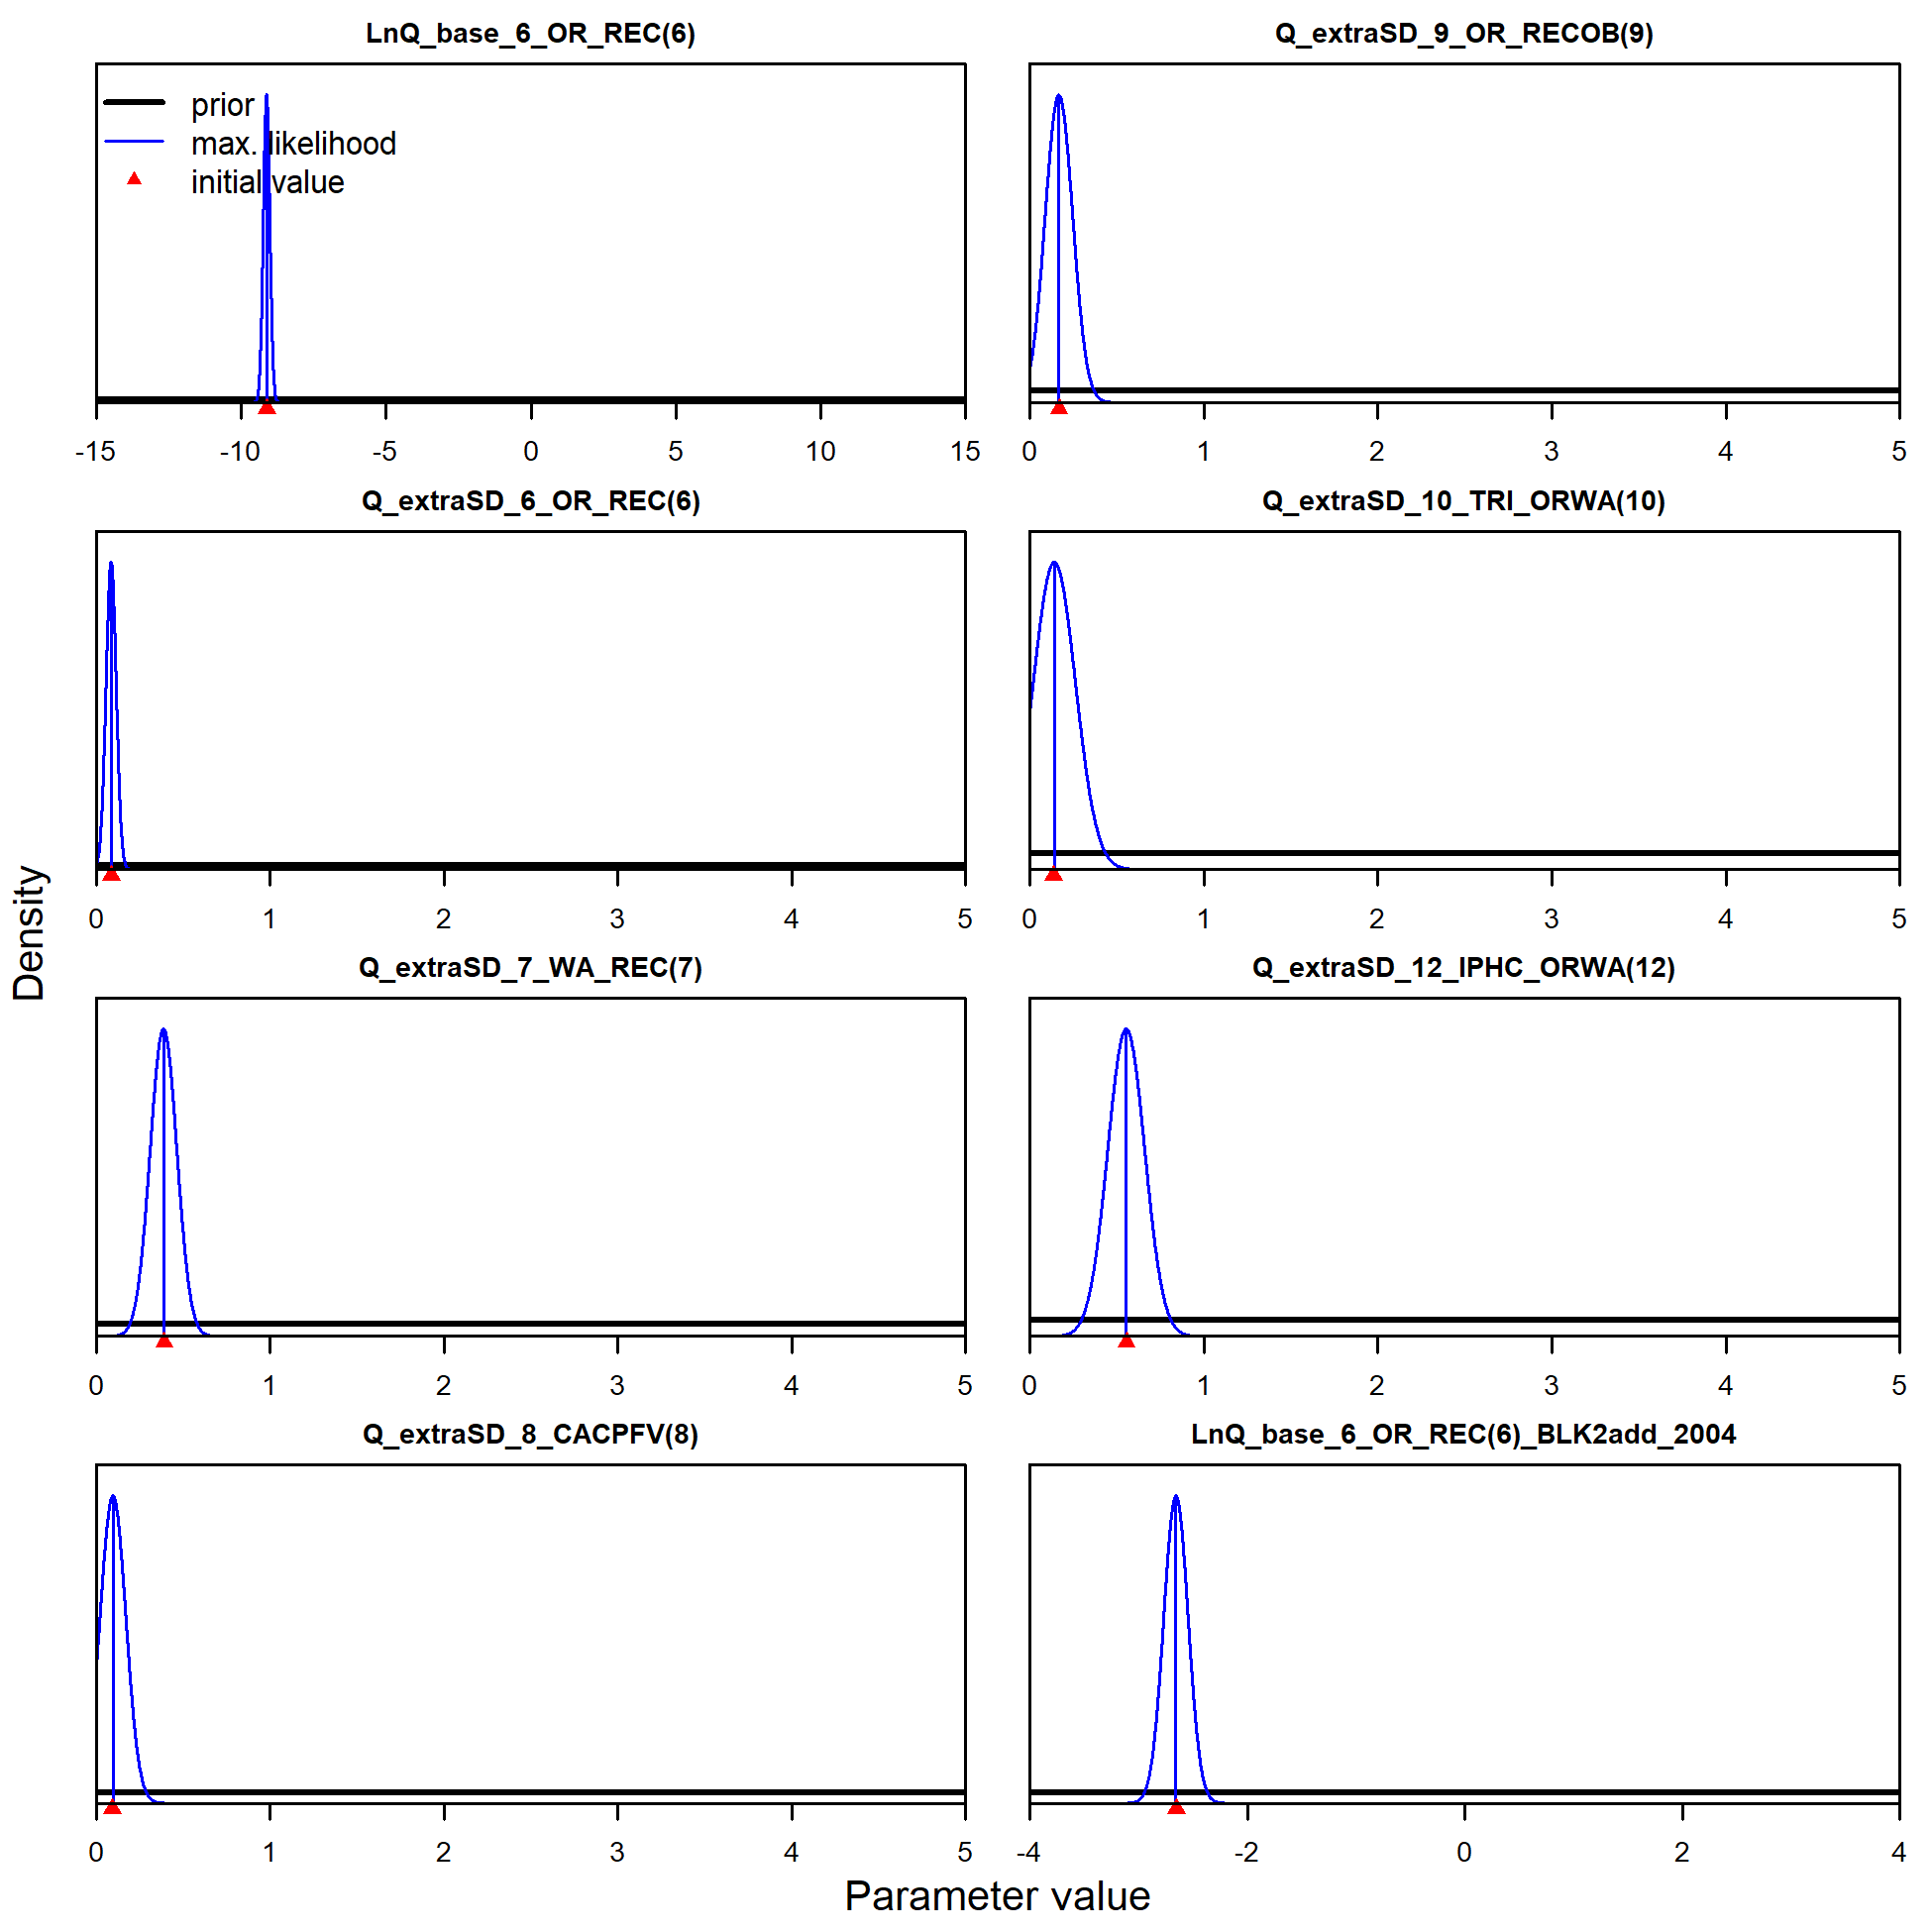 LnQ_base_6_OR_REC(6)
prior
max. likelihood
initial value
-15 -10 -5 0 5 10 15
Q_extraSD_9_OR_RECOB(9)
0 1 2 3 4 5
Q_extraSD_6_OR_REC(6)
0 1 2 3 4 5
Q_extraSD_10_TRI_ORWA(10)
0 1 2 3 4 5
Q_extraSD_7_WA_REC(7)
0 1 2 3 4 5
Q_extraSD_12_IPHC_ORWA(12)
0 1 2 3 4 5
Q_extraSD_8_CACPFV(8)
0 1 2 3 4 5
LnQ_base_6_OR_REC(6)_BLK2add_2004
-4 -2 0 2 4
Density
Parameter value